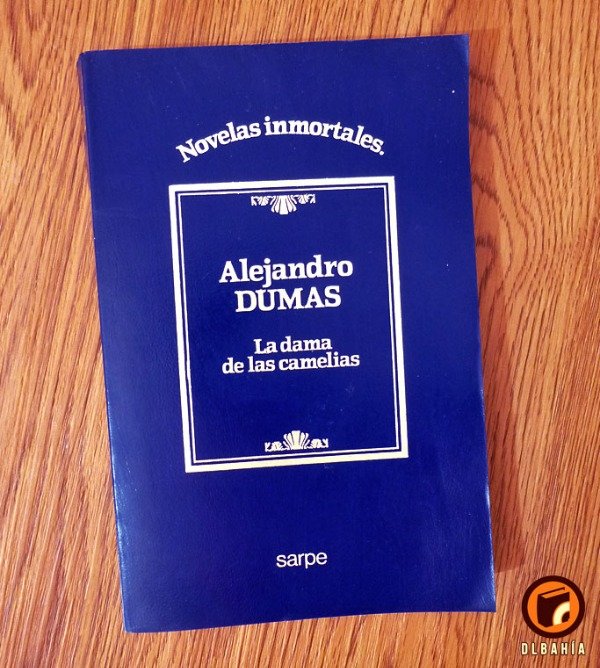 Novelas inmortales.
Alejandro
DUMAS
La dama
de las camelias
sarpe
DLBAHÍA